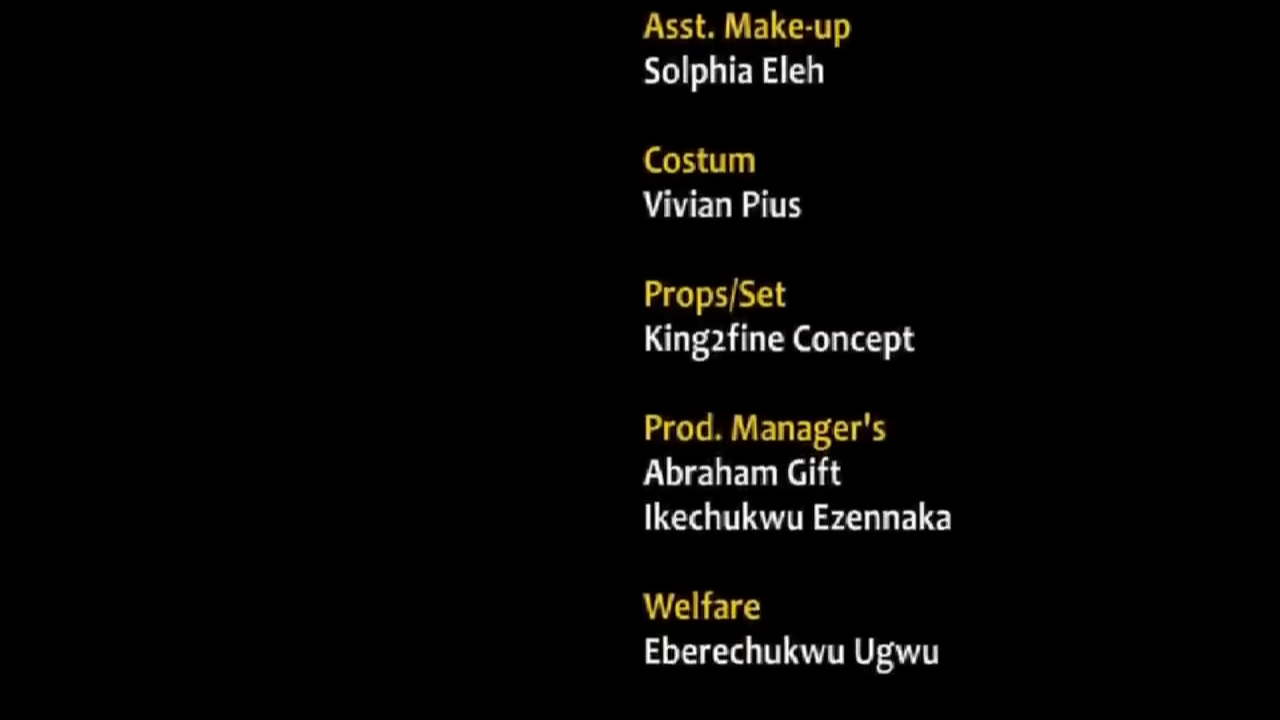 Asst. Make-up
Solphia Eleh
Costum
Vivian Pius
Props/Set
King2fine Concept
Prod. Manager's
Abraham Gift
Ikechukwu Ezennaka
Welfare
Eberechukwu Ugwu